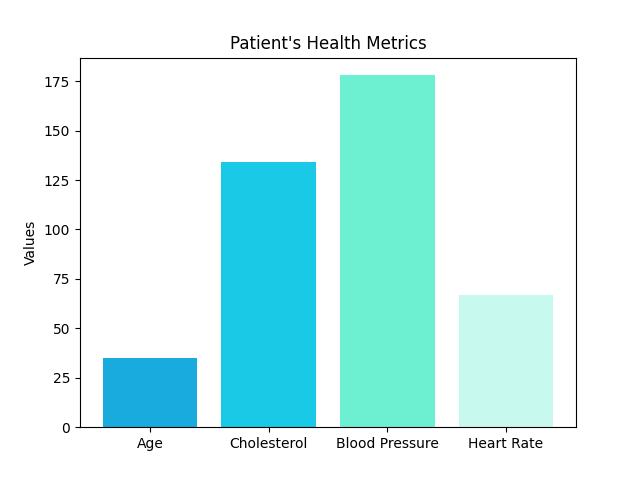 Patient's Health Metrics
Values
175
150
125
100
75
50
25
0
Age Cholesterol Blood Pressure Heart Rate